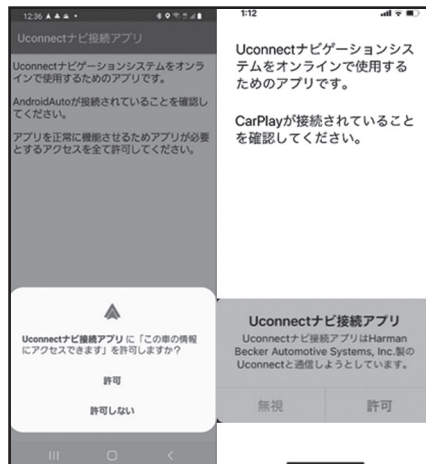 12:36
Uconnectナビ接続アプリ
Uconnectナビゲーションシステムをオンラ
インで使用するためのアプリです。
AndroidAutoが接続されていることを確認し
てください。
アプリを正常に機能させるためアプリが必要
とするアクセスを全て許可してください。
Uconnectナビ接続アプリ に「この車の情報
にアクセスできます」を許可しますか？
許可
許可しない
1:12
Uconnectナビゲーションシス
テムをオンラインで使用する
ためのアプリです。
CarPlayが接続されていること
を確認してください。
Uconnectナビ接続アプリ
Uconnectナビ接続アプリはHarman
Becker Automotive Systems, Inc.製の
Uconnectと通信しようとしています。
無視
許可